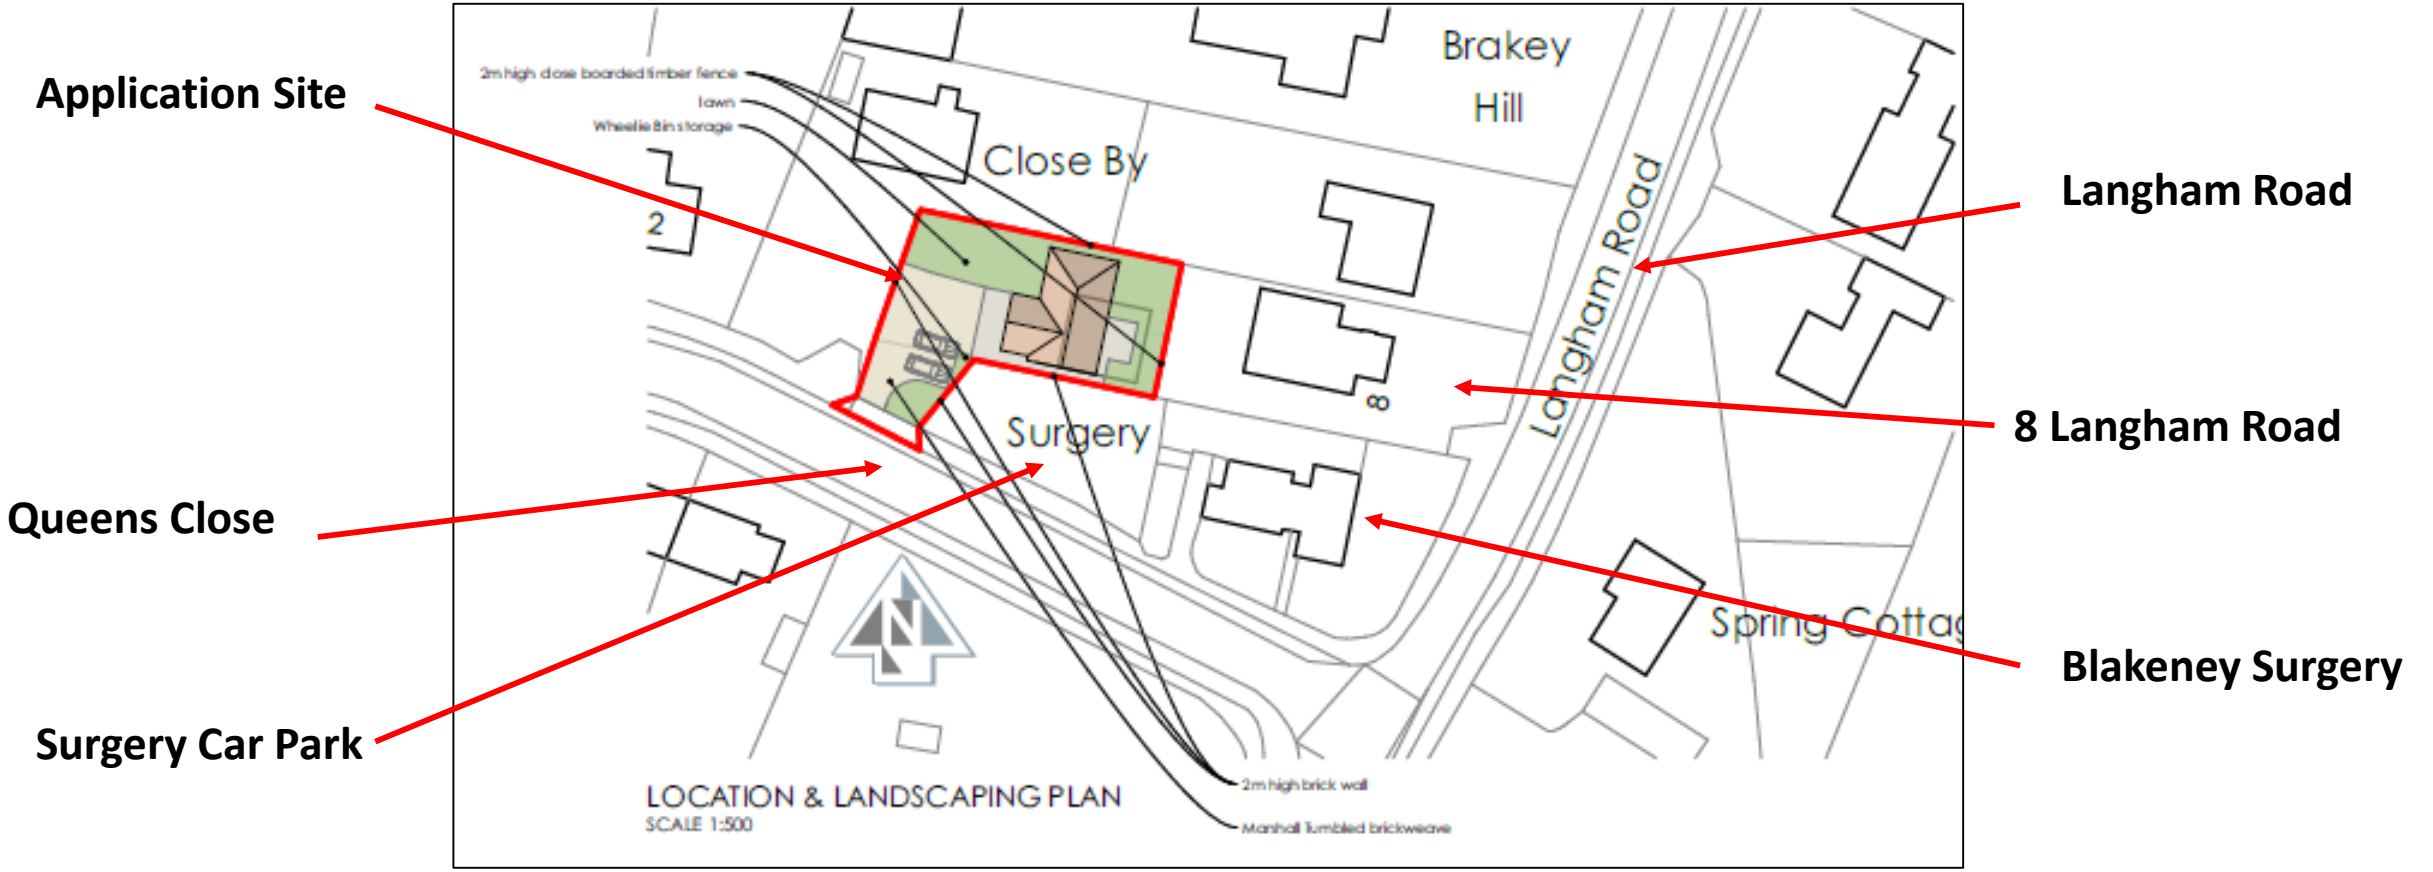 Application Site
Queens Close
Surgery Car Park
2m high close boarded timber fence
lawn
Wheelie Bin storage
Brakey
Hill
Close By
2
Langham Road
8
Surgery
Spring Cottag
N
LOCATION & LANDSCAPING PLAN
SCALE 1:500
2m high brick wall
Marshall Tumbled brickweave
Langham Road
8 Langham Road
Blakeney Surgery